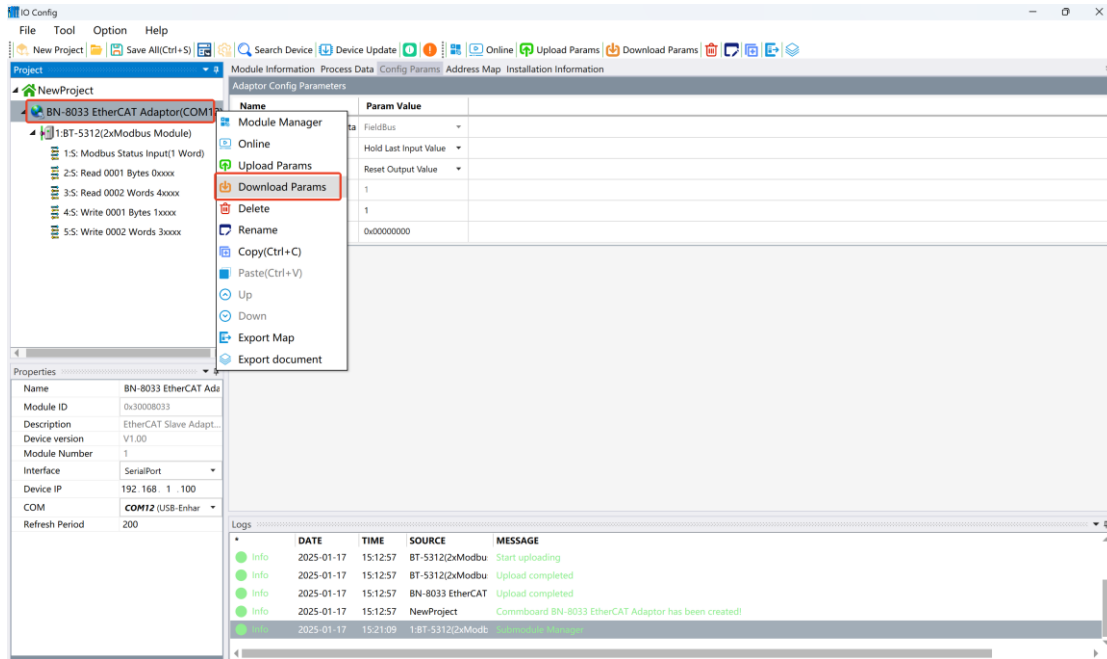 IO Config
File Tool Option Help
New Project Save All(Ctrl+S) Search Device Device Update Online Upload Params Download Params
Project
NewProject
BN-8033 EtherCAT Adaptor(COM12
1:BT-5312(2xModbus Module)
1:S: Modbus Status Input(1 Word)
2:S: Read 0001 Bytes 0xxxx
3:S: Read 0002 Words 4xxxx
4:S: Write 0001 Bytes 1xxxx
5:S: Write 0002 Words 3xxxx
Module Manager
Online
Upload Params
Download Params
Delete
Rename
Copy(Ctrl+C)
Paste(Ctrl+V)
Up
Down
Export Map
Export document
Module Information Process Data Config Params Address Map Installation Information
Adaptor Config Parameters
Name Param Value
ta FieldBus
Hold Last Input Value
Reset Output Value
1
1
0x00000000
Properties
Name BN-8033 EtherCAT Ada
Module ID 0x30008033
Description EtherCAT Slave Adapt...
Device version V1.00
Module Number 1
Interface SerialPort
Device IP 192. 168. 1 .100
COM COM12 (USB-Enhar
Refresh Period 200
Logs
* DATE TIME SOURCE MESSAGE
Info 2025-01-17 15:12:57 BT-5312(2xModbu: Start uploading
Info 2025-01-17 15:12:57 BT-5312(2xModbu: Upload completed
Info 2025-01-17 15:12:57 BN-8033 EtherCAT Upload completed
Info 2025-01-17 15:12:57 NewProject Commboard BN-8033 EtherCAT Adaptor has been created!
Info 2025-01-17 15:21:09 1:BT-5312(2xModb Submodule Manager